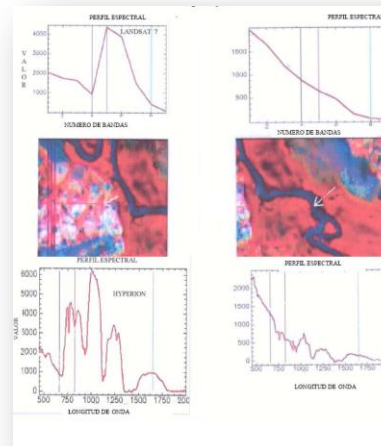 PERFIL ESPECTRAL
LANDSAT 7
VALOR
4000
3000
2000
1000
NUMERO DE BANDAS
PERFIL ESPECTRAL
1500
1000
500
NUMERO DE BANDAS
PERFIL ESPECTRAL
HYPERION
VALOR
6000
5000
4000
3000
2000
1000
0
500 750 1000 1250 1500 1750 2000
LONGITUD DE ONDA
PERFIL ESPECTRAL
2000
1500
1000
500
0
500 750 1000 1250 1500 1750
LONGITUD DE ONDA